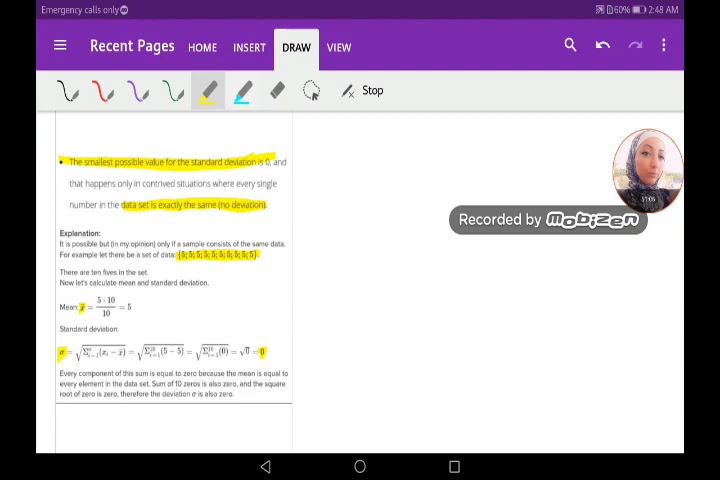 Emergency calls only
60% 2:48 AM
Recent Pages HOME INSERT DRAW VIEW
Stop
• The smallest possible value for the standard deviation is 0, and
that happens only in contrived situations where every single
number in the data set is exactly the same (no deviation).
Explanation:
It is possible but (in my opinion) only if a sample consists of the same data.
For example let there be a set of data: {5; 5; 5; 5; 5; 5; 5; 5; 5; 5}
There are ten fives in the set.
Now let's calculate mean and standard deviation.
Mean: x̄ = (5 · 10)/10 = 5
Standard deviation:
σ = √(Σⁿᵢ₌₁(xᵢ − x̄)) = √(Σ¹⁰ᵢ₌₁(5 − 5)) = √(Σ¹⁰ᵢ₌₁(0)) = √0 = 0
Every component of this sum is equal to zero because the mean is equal to
every element in the data set. Sum of 10 zeros is also zero, and the square
root of zero is zero, therefore the deviation σ is also zero.
Recorded by Mobizen